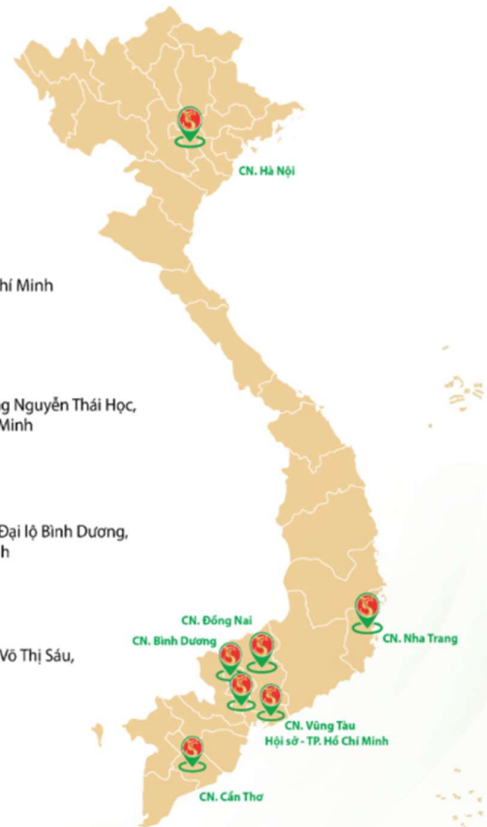 CN. Hà Nội
hí Minh
g Nguyễn Thái Học,
Minh
Đại lộ Bình Dương,
h
Võ Thị Sáu,
CN. Đồng Nai
CN. Bình Dương
CN. Nha Trang
CN. Vũng Tàu
Hội sở - TP. Hồ Chí Minh
CN. Cần Thơ